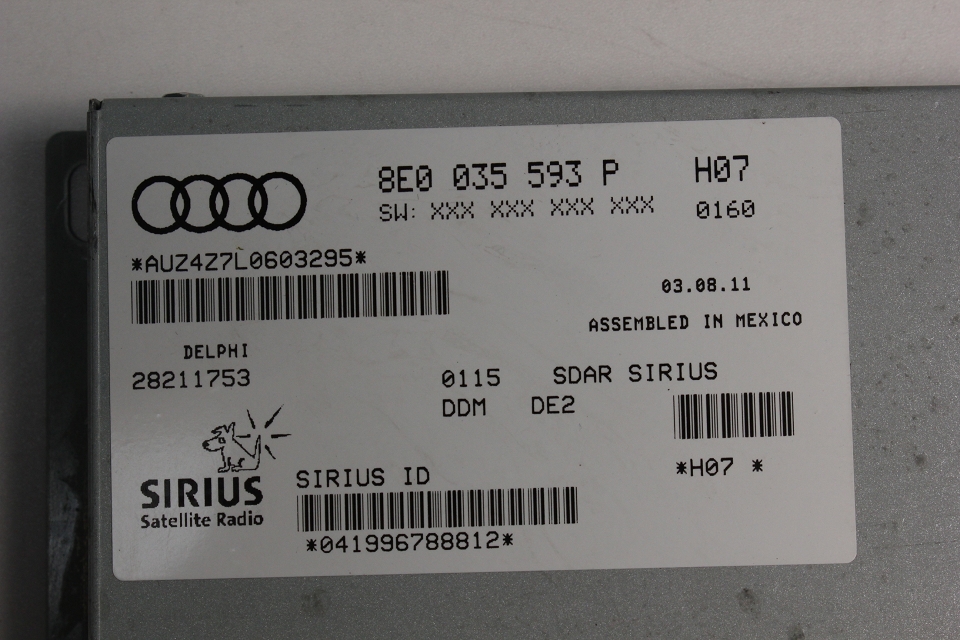 8E0 035 593 P H07
SW: XXX XXX XXX XXX 0160
*AUZ4Z7L0603295*
03.08.11
ASSEMBLED IN MEXICO
DELPHI
28211753
0115 SDAR SIRIUS
DDM DE2
*H07 *
SIRIUS
Satellite Radio
SIRIUS ID
*041996788812*